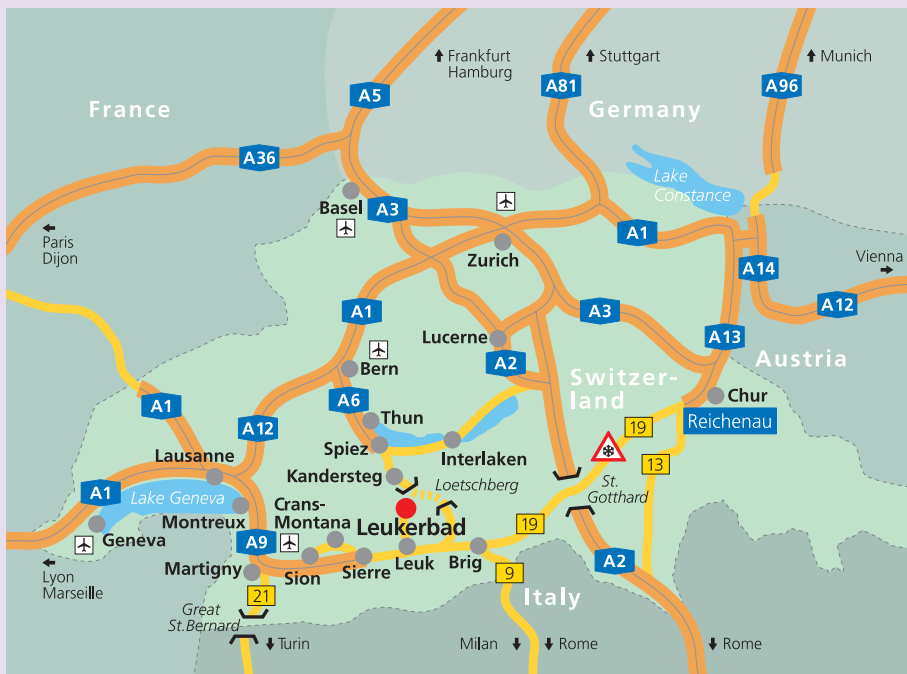 Frankfurt
Hamburg
Stuttgart
Munich
France
A5
A81
Germany
A96
A36
Lake
Constance
Basel
A3
A1
Paris
Dijon
Zurich
A14
Vienna
A12
A1
A3
Lucerne
A2
A13
Bern
Austria
A6
Switzer-
land
Chur
Reichenau
A1
A12
Thun
19
Lausanne
Spiez
Interlaken
13
Kandersteg
Loetschberg
St.
Gotthard
A1
Lake Geneva
Crans-
Montana
Montreux
Leukerbad
19
Geneva
A9
Lyon
Marseille
Martigny
Sion
Sierre
Leuk
Brig
A2
9
21
Italy
Great
St.Bernard
Turin
Milan
Rome
Rome